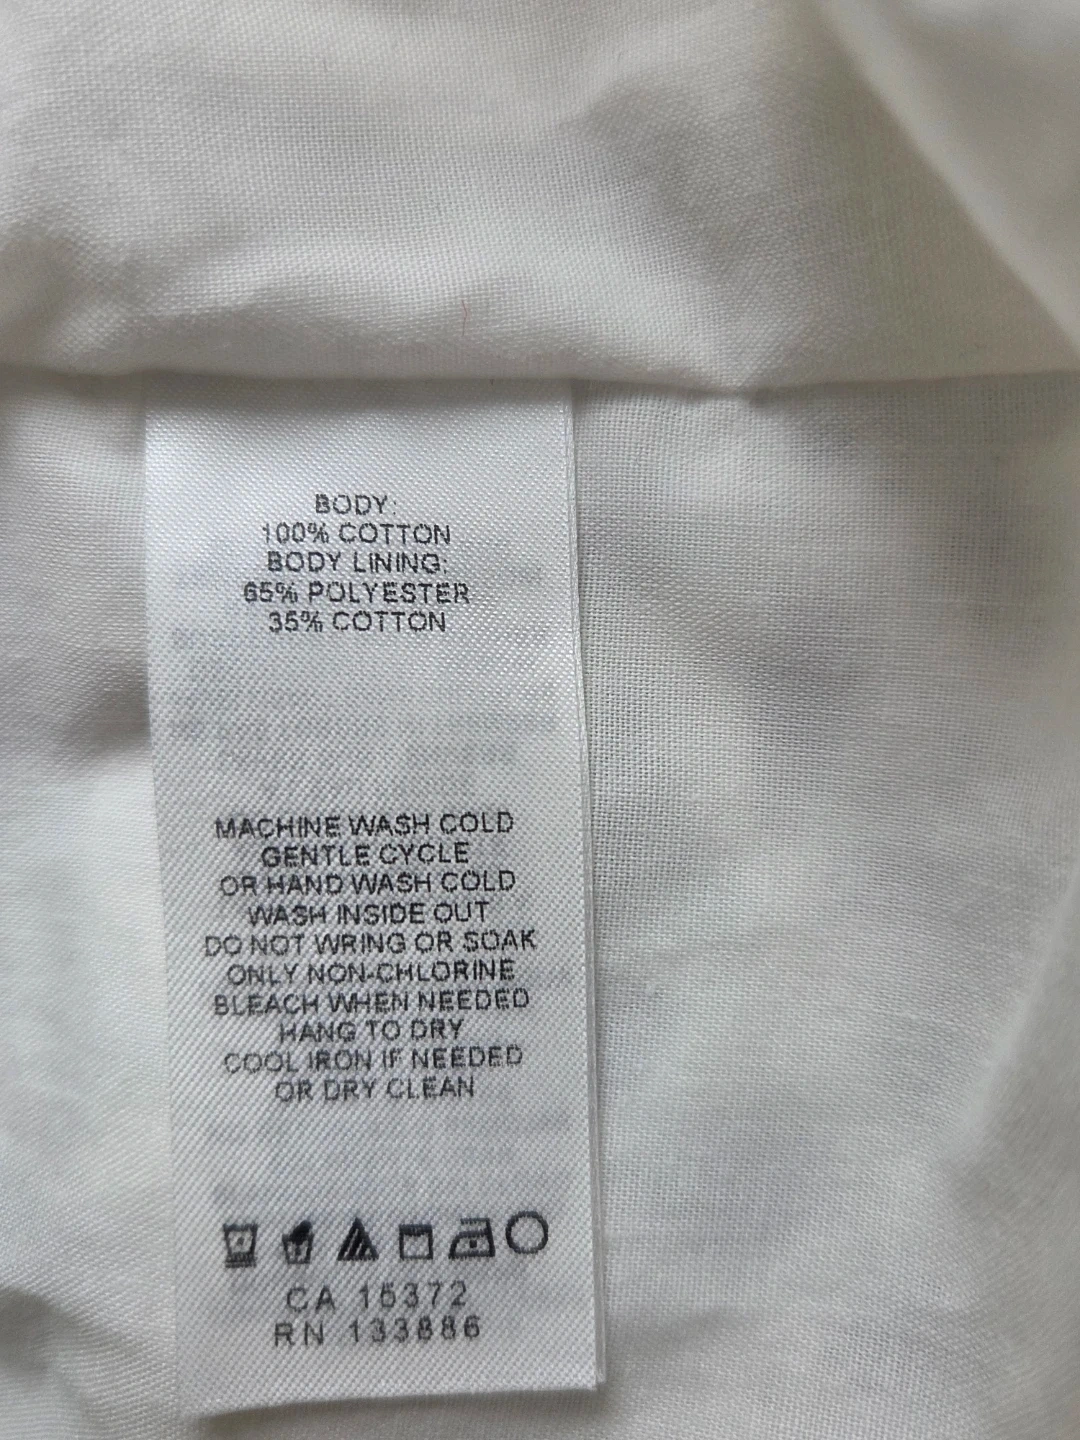 BODY:
100% COTTON
BODY LINING:
65% POLYESTER
35% COTTON
MACHINE WASH COLD
GENTLE CYCLE
OR HAND WASH COLD
WASH INSIDE OUT
DO NOT WRING OR SOAK
ONLY NON-CHLORINE
BLEACH WHEN NEEDED
HANG TO DRY
COOL IRON IF NEEDED
OR DRY CLEAN
CA 15372
RN 133886